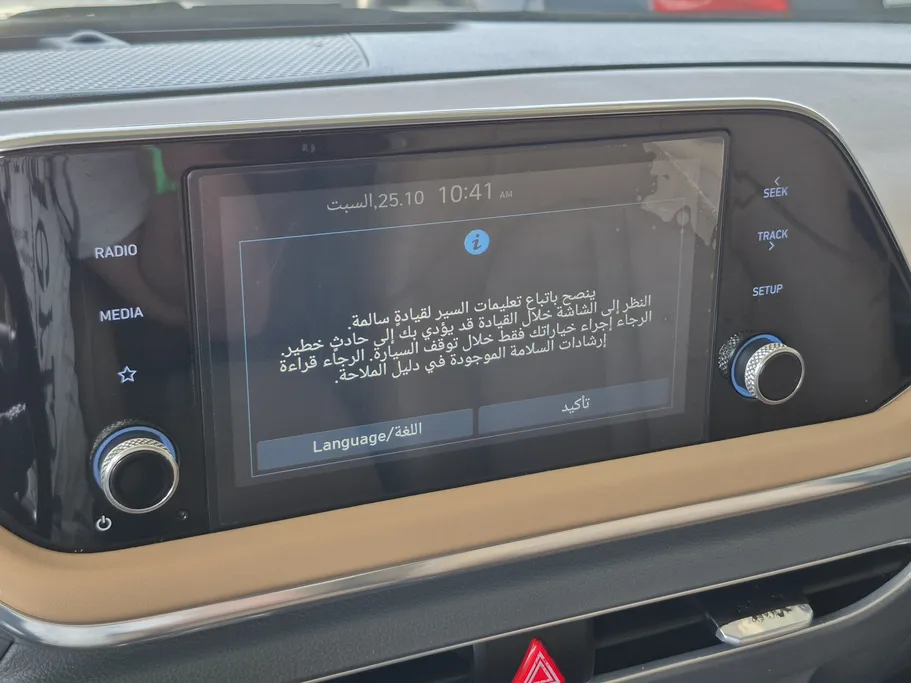 السبت,25.10 10:41 AM
RADIO
MEDIA
SEEK
TRACK
SETUP
i
ينصح باتباع تعليمات السير لقيادةٍ سالمة.
النظر إلى الشاشة خلال القيادة قد يؤدي بك إلى حادثٍ خطير.
الرجاء إجراء خياراتك فقط خلال توقف السيارة. الرجاء قراءة
إرشادات السلامة الموجودة في دليل الملاحة.
اللغة/Language
تأكيد